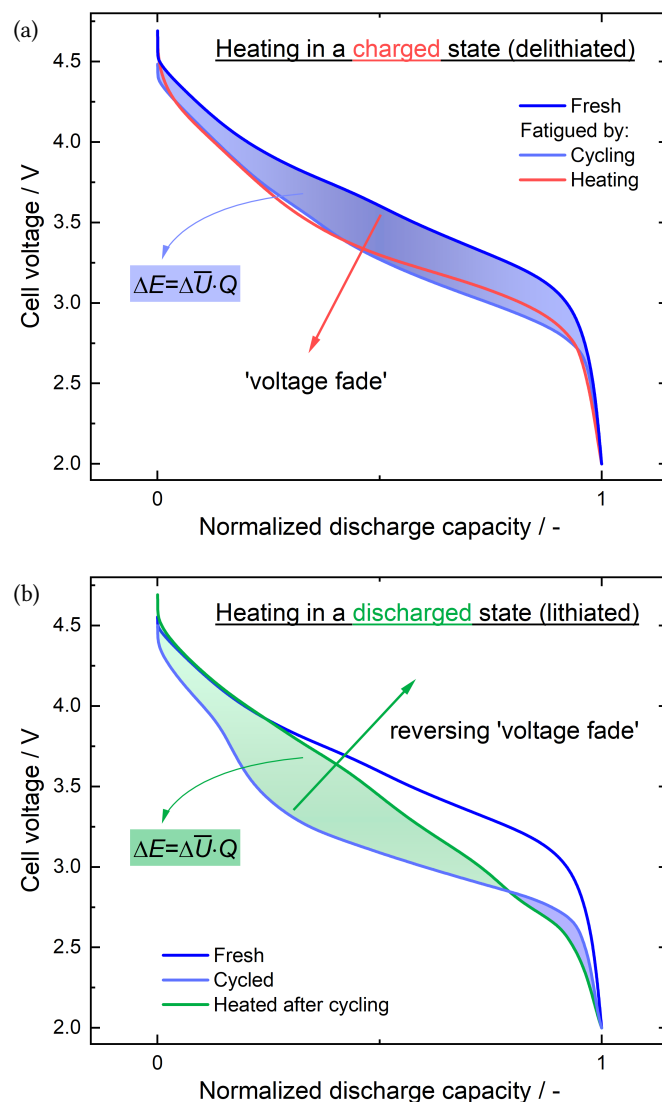 (a)
Heating in a charged state (delithiated)
Fresh
Fatigued by:
Cycling
Heating
ΔE=ΔU̅·Q
'voltage fade'
4.5
4.0
3.5
3.0
2.5
2.0
Cell voltage / V
0
1
Normalized discharge capacity / -
(b)
Heating in a discharged state (lithiated)
reversing 'voltage fade'
ΔE=ΔU̅·Q
Fresh
Cycled
Heated after cycling
4.5
4.0
3.5
3.0
2.5
2.0
Cell voltage / V
0
1
Normalized discharge capacity / -